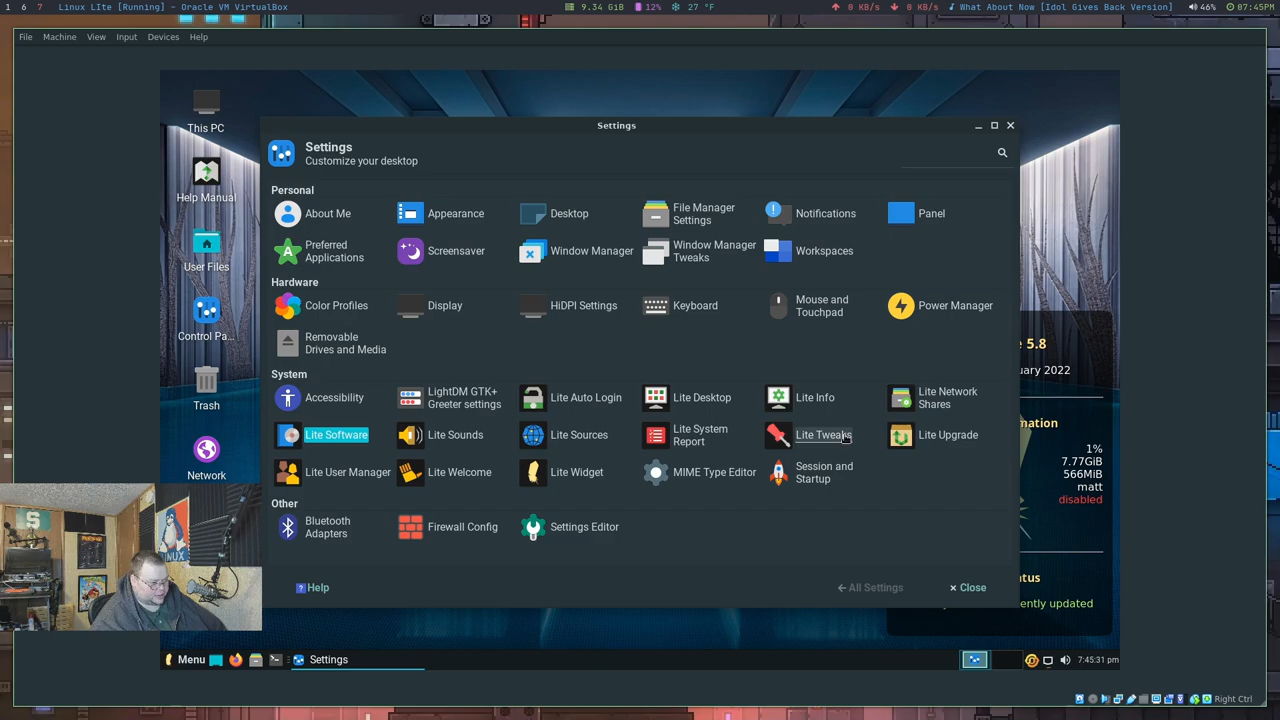 1 6 7 Linux LIte [Running] - Oracle VM VirtualBox 9.34 GiB 12% 27 °F 0 KB/s 0 KB/s What About Now [Idol Gives Back Version] 46% 07:45PM
File Machine View Input Devices Help
Settings
This PC
Help Manual
User Files
Control Pa...
Trash
Network
Settings
Customize your desktop
Personal
About Me
Appearance
Desktop
File Manager
Settings
Notifications
Panel
Preferred
Applications
Screensaver
Window Manager
Window Manager
Tweaks
Workspaces
Hardware
Color Profiles
Display
HiDPI Settings
Keyboard
Mouse and
Touchpad
Power Manager
Removable
Drives and Media
System
Accessibility
LightDM GTK+
Greeter settings
Lite Auto Login
Lite Desktop
Lite Info
Lite Network
Shares
Lite Software
Lite Sounds
Lite Sources
Lite System
Report
Lite Tweaks
Lite Upgrade
Lite User Manager
Lite Welcome
Lite Widget
MIME Type Editor
Session and
Startup
Other
Bluetooth
Adapters
Firewall Config
Settings Editor
Help
All Settings
Close
e 5.8
uary 2022
mation
1%
7.77GiB
566MiB
matt
disabled
atus
ently updated
S
LINUX
Menu
Settings
7:45:31 pm
Right Ctrl